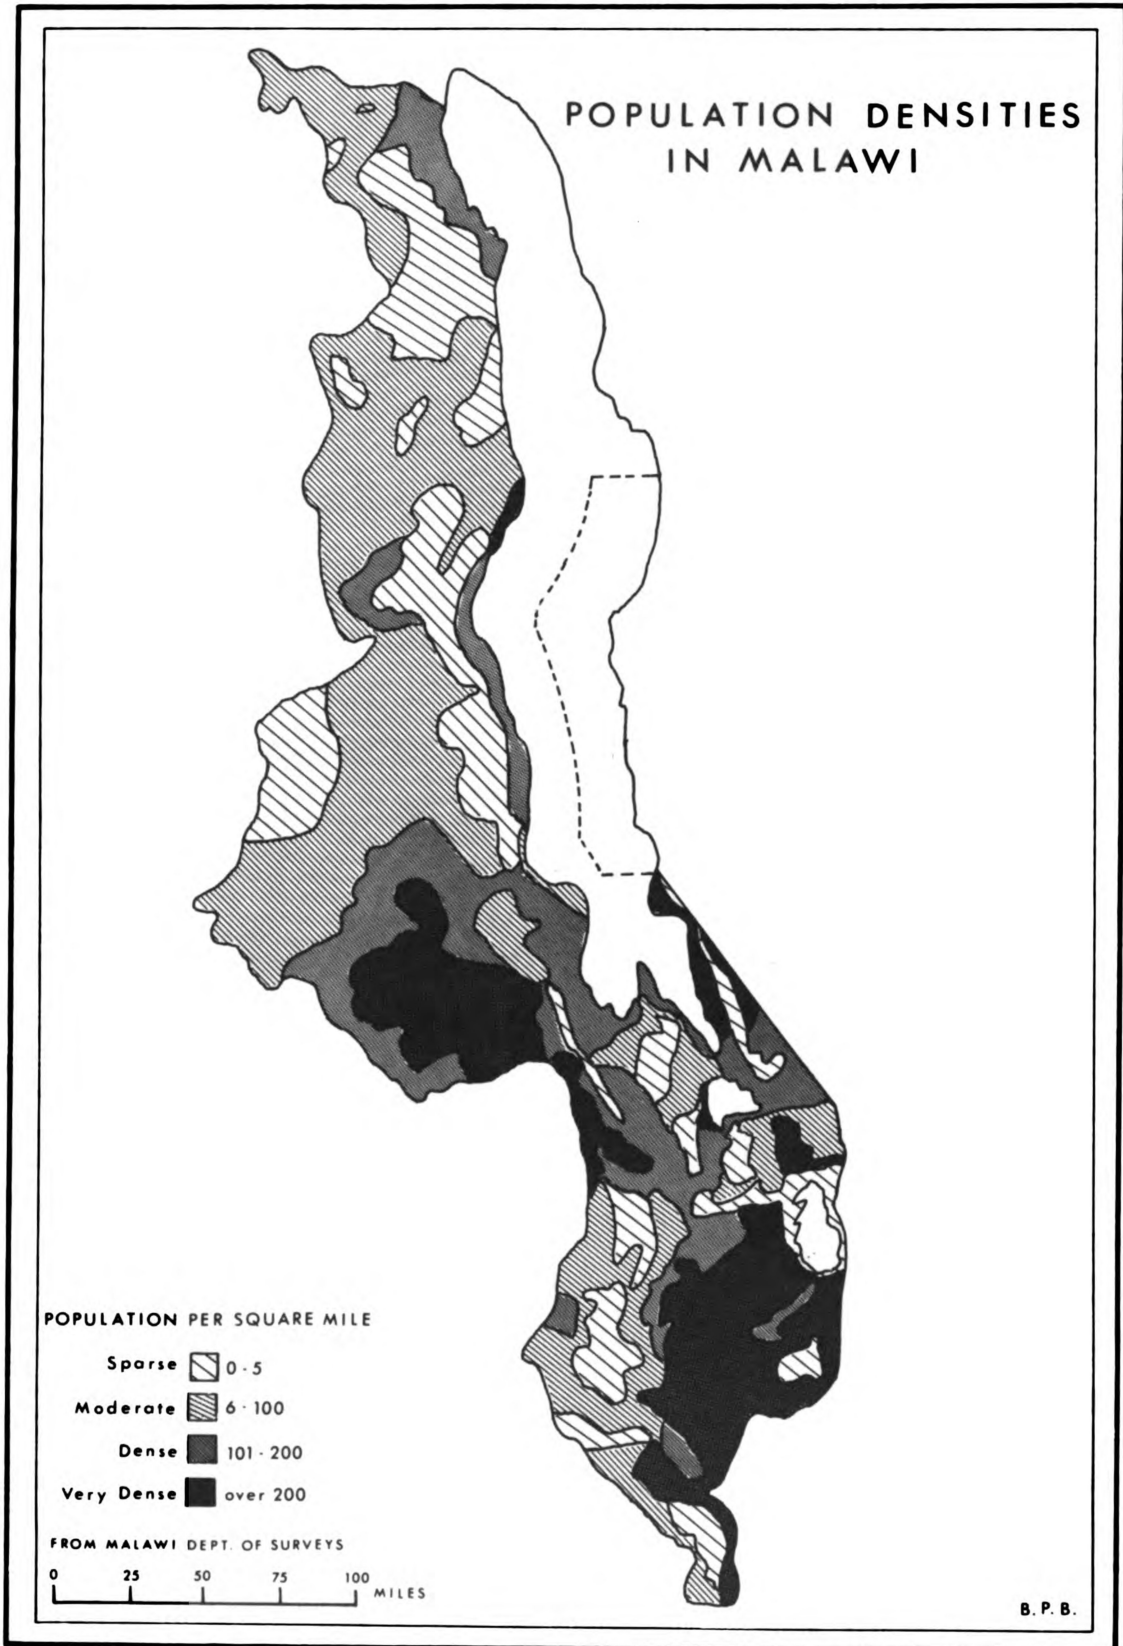 POPULATION DENSITIES
IN MALAWI
POPULATION PER SQUARE MILE
Sparse 0-5
Moderate 6-100
Dense 101-200
Very Dense over 200
FROM MALAWI DEPT. OF SURVEYS
0 25 50 75 100
MILES
B. P. B.